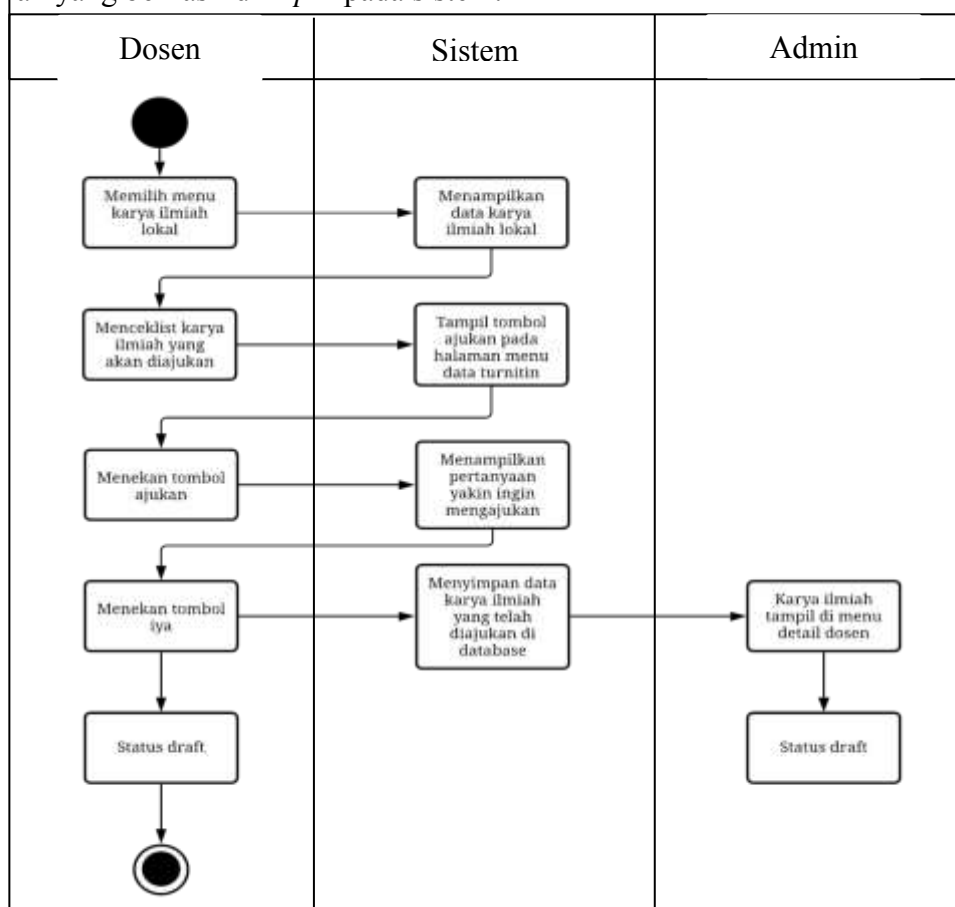 pada sistem.
Dosen
Sistem
Admin
Memilih menu
karya ilmiah
lokal
Menampilkan
data karya
ilmiah lokal
Menceklist karya
ilmiah yang
akan diajukan
Tampil tombol
ajukan pada
halaman menu
data turnitin
Menekan tombol
ajukan
Menampilkan
pertanyaan
yakin ingin
mengajukan
Menekan tombol
iya
Menyimpan data
karya ilmiah
yang telah
diajukan di
database
Karya ilmiah
tampil di menu
detail dosen
Status draft
Status draft